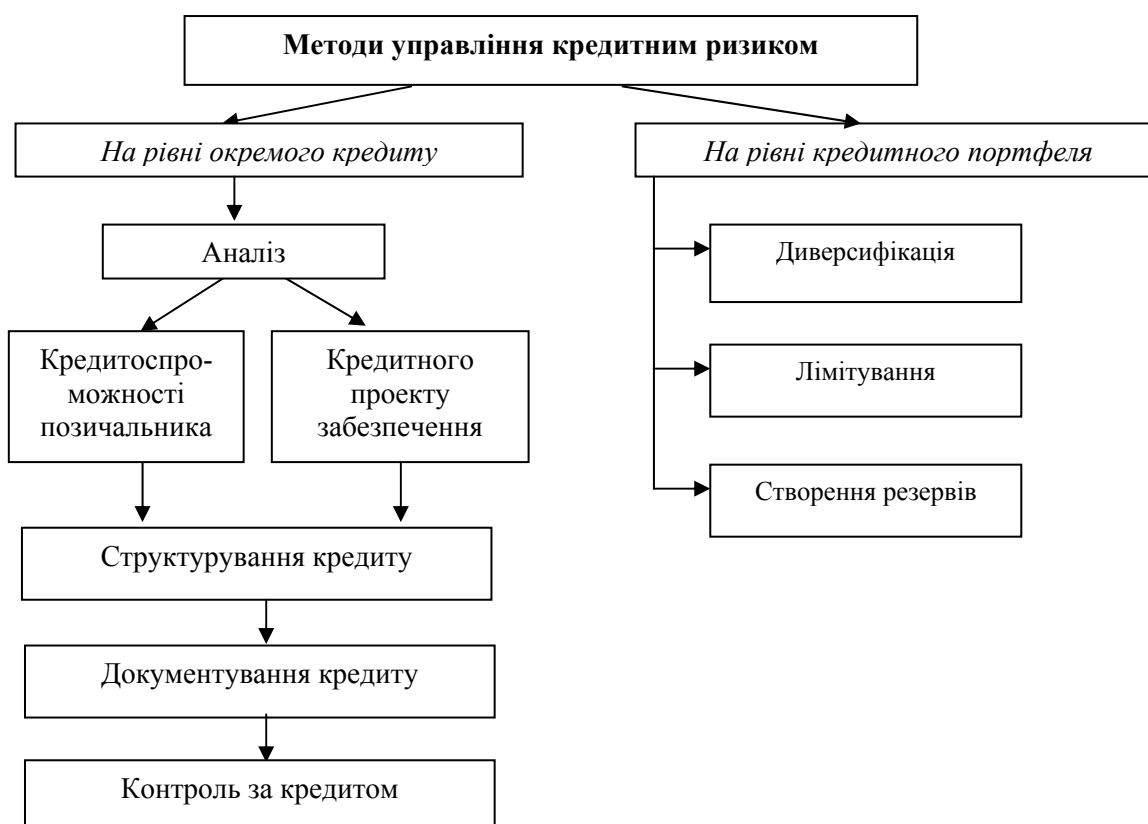 Методи управління кредитним ризиком
На рівні окремого кредиту
На рівні кредитного портфеля
Аналіз
Диверсифікація
Кредитоспро-
можності
позичальника
Кредитного
проекту
забезпечення
Лімітування
Створення резервів
Структурування кредиту
Документування кредиту
Контроль за кредитом